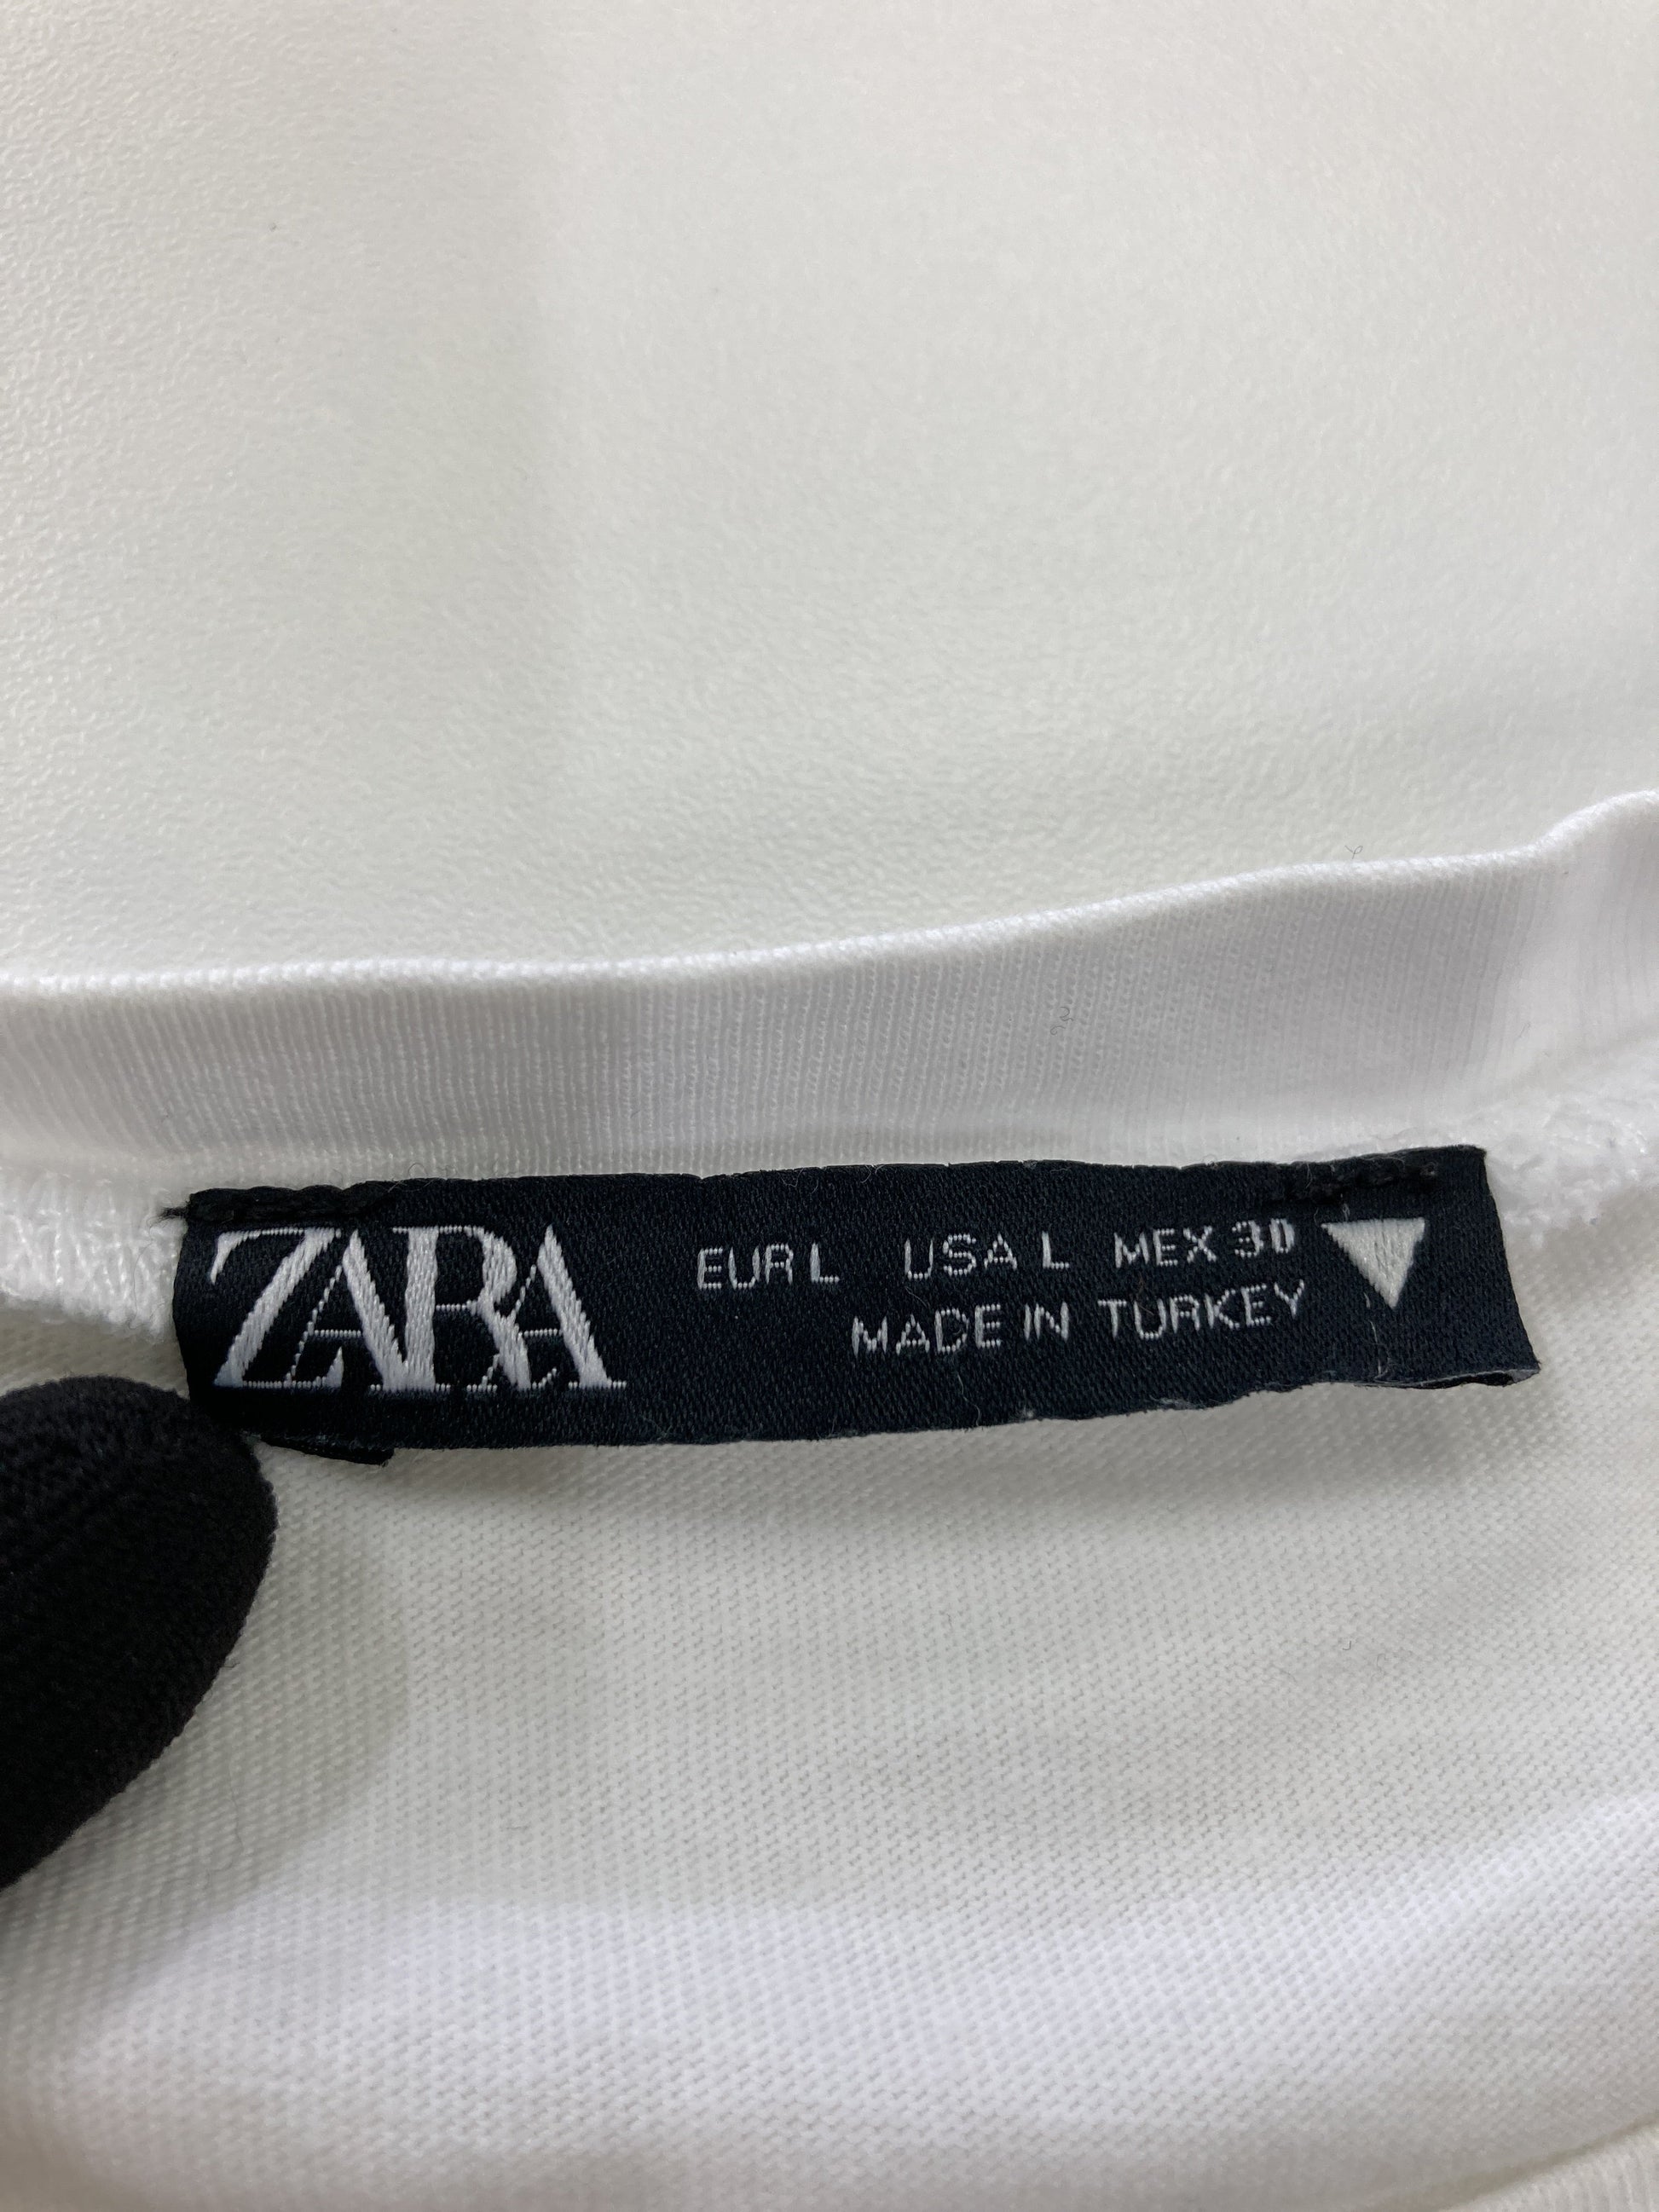 ZARA
EUR L USA L MEX 30
MADE IN TURKEY